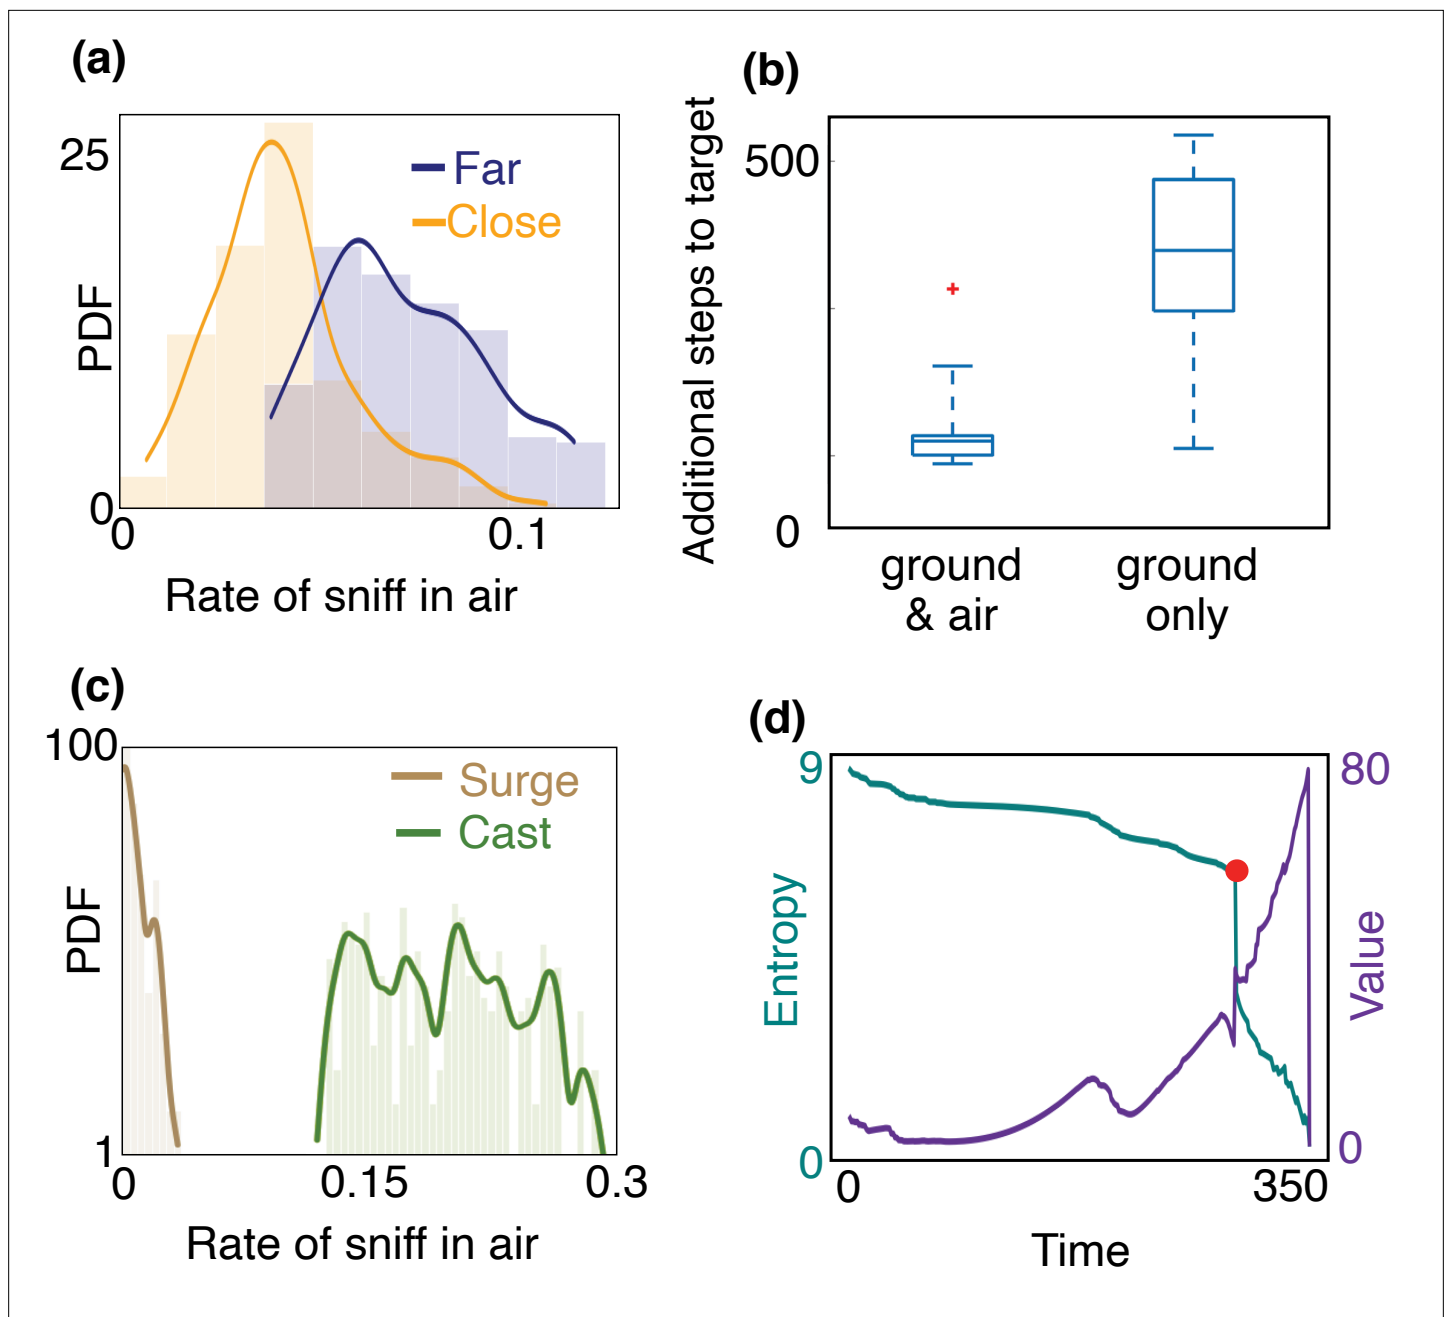 (a)
25
PDF
0
0
0.1
Rate of sniff in air
Far
Close
(b)
Additional steps to target
500
0
ground
& air
ground
only
(c)
100
PDF
1
0
0.15
0.3
Rate of sniff in air
Surge
Cast
(d)
9
Entropy
0
80
Value
0
0
350
Time